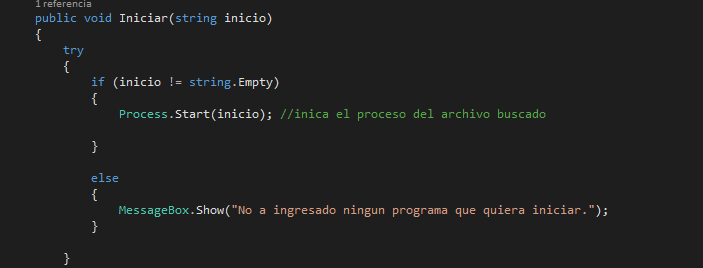 1 referencia
public void Iniciar(string inicio)
{
try
{
if (inicio != string.Empty)
{
Process.Start(inicio); //inica el proceso del archivo buscado
}
else
{
MessageBox.Show("No a ingresado ningun programa que quiera iniciar.");
}
}